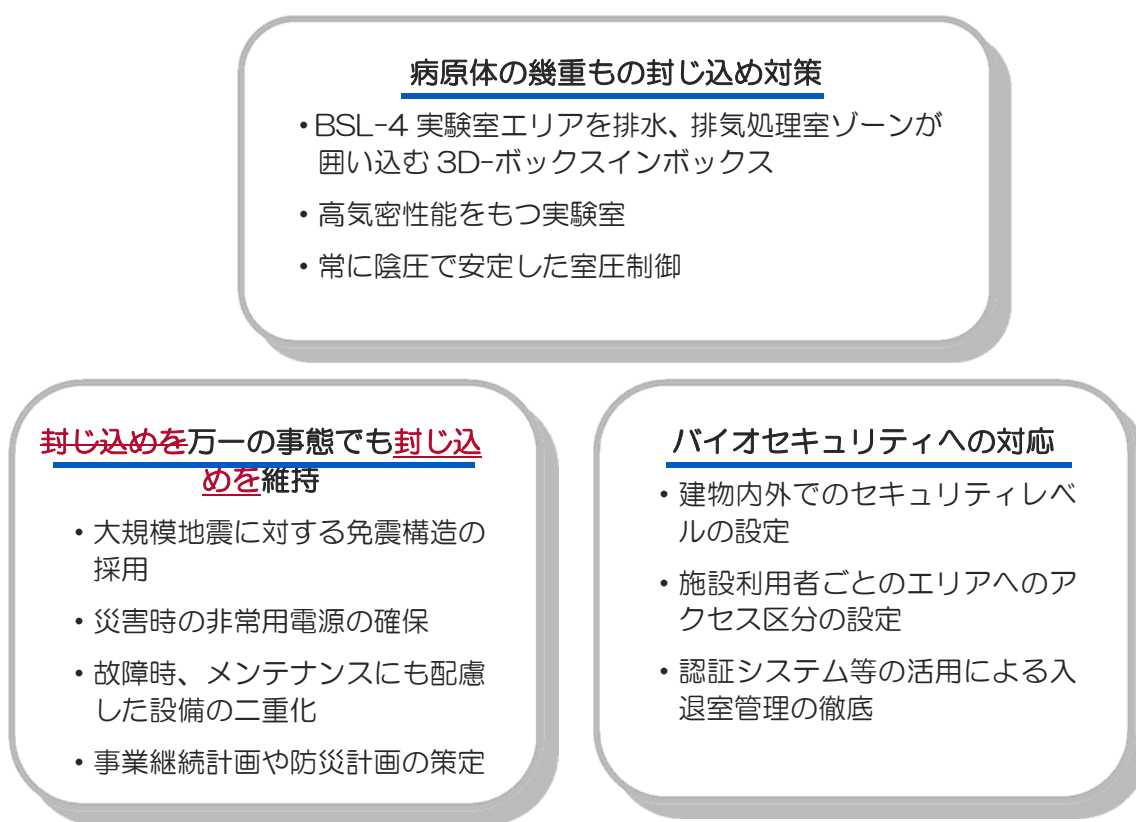 病原体の幾重もの封じ込め対策
・BSL-4 実験室エリアを排水、排気処理室ゾーンが
囲い込む 3D-ボックスインボックス
・高気密性能をもつ実験室
・常に陰圧で安定した室圧制御
封じ込めを万一の事態でも封じ込
めを維持
・大規模地震に対する免震構造の
採用
・災害時の非常用電源の確保
・故障時、メンテナンスにも配慮
した設備の二重化
・事業継続計画や防災計画の策定
バイオセキュリティへの対応
・建物内外でのセキュリティレベ
ルの設定
・施設利用者ごとのエリアへのア
クセス区分の設定
・認証システム等の活用による入
退室管理の徹底